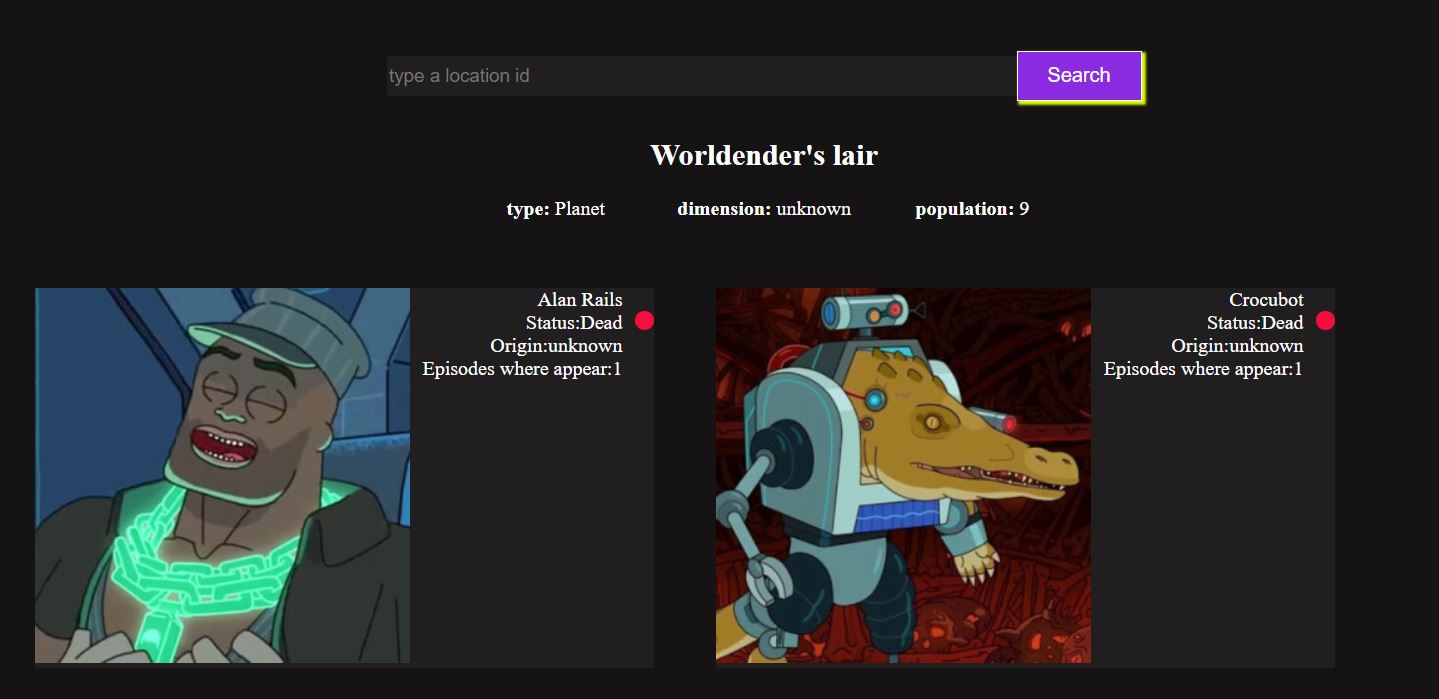 type a location id
Search
Worldender's lair
type: Planet
dimension: unknown
population: 9
Alan Rails
Status:Dead
Origin:unknown
Episodes where appear:1
Crocubot
Status:Dead
Origin:unknown
Episodes where appear:1